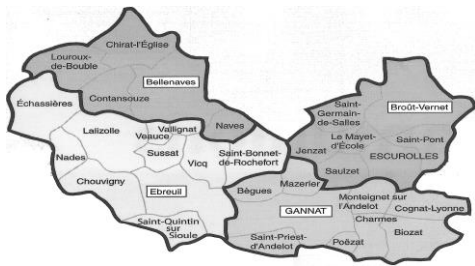 Chirat-l'Église
Louroux-
de-Bouble
Bellenaves
Contansouze
Naves
Échassières
Lalizolle
Valignat
Veauce
Sussat
Vicq
Saint-Bonnet-
de-Rochefort
Nades
Chouvigny
Ebreuil
Saint-Quintin
sur
Sioule
Saint-
Germain-
de-Salles
Broût-Vernet
Le Mayet-
d'École
Saint-Pont
Jenzat
ESCUROLLES
Saulzet
Bègues
Mazerier
Monteignet sur
l'Andelot
Cognat-Lyonne
GANNAT
Charmes
Biozat
Saint-Priest-
d'Andelot
Poëzat